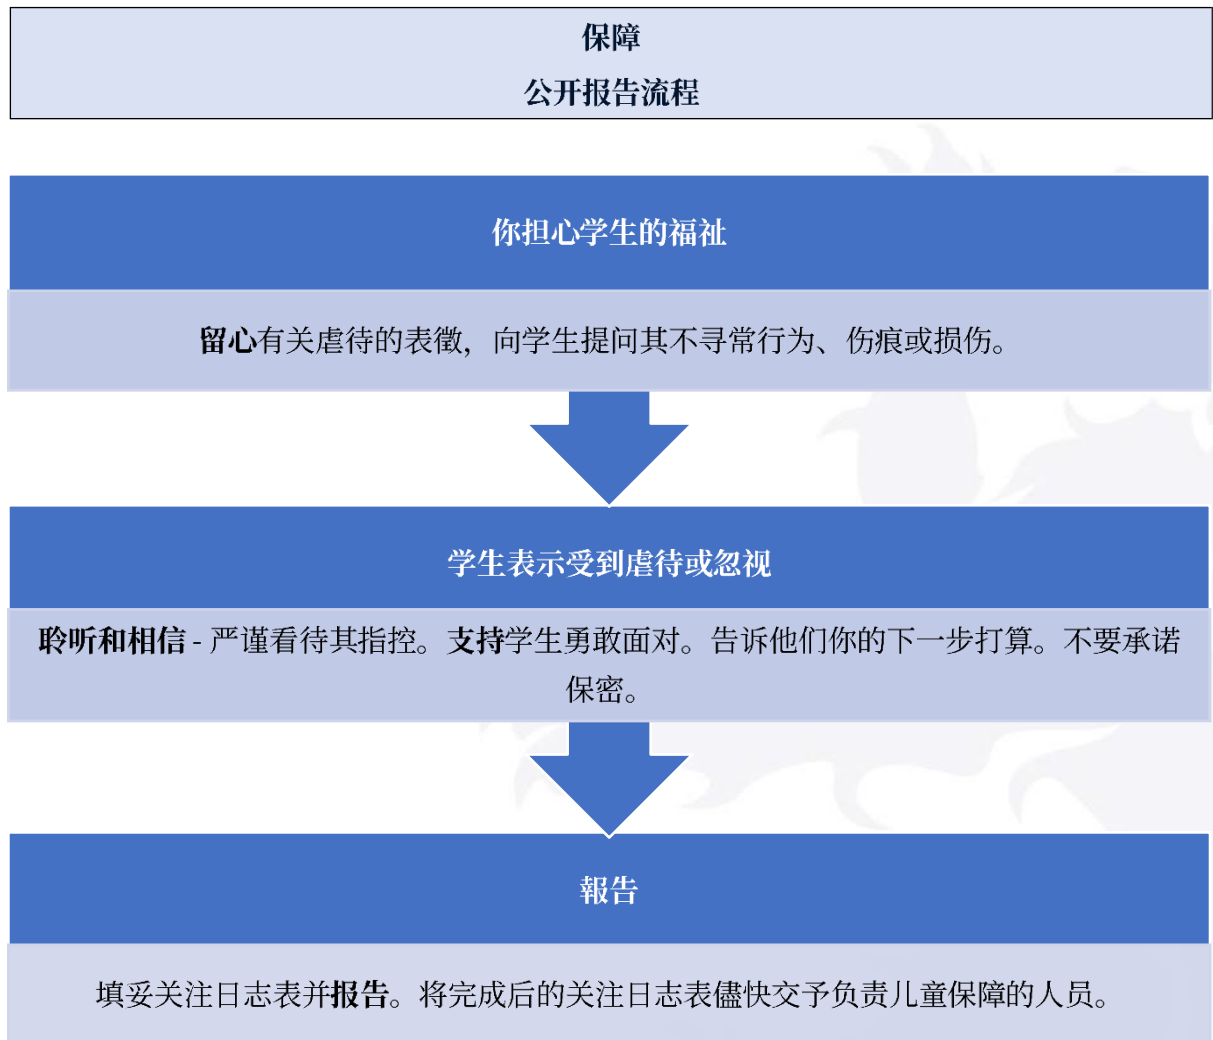 保障
公开报告流程
你担心学生的福祉
留心有关虐待的表徵，向学生提问其不寻常行为、伤痕或损伤。
学生表示受到虐待或忽视
聆听和相信 - 严谨看待其指控。支持学生勇敢面对。告诉他们你的下一步打算。不要承诺
保密。
報告
填妥关注日志表并报告。将完成后的关注日志表儘快交予负责儿童保障的人员。